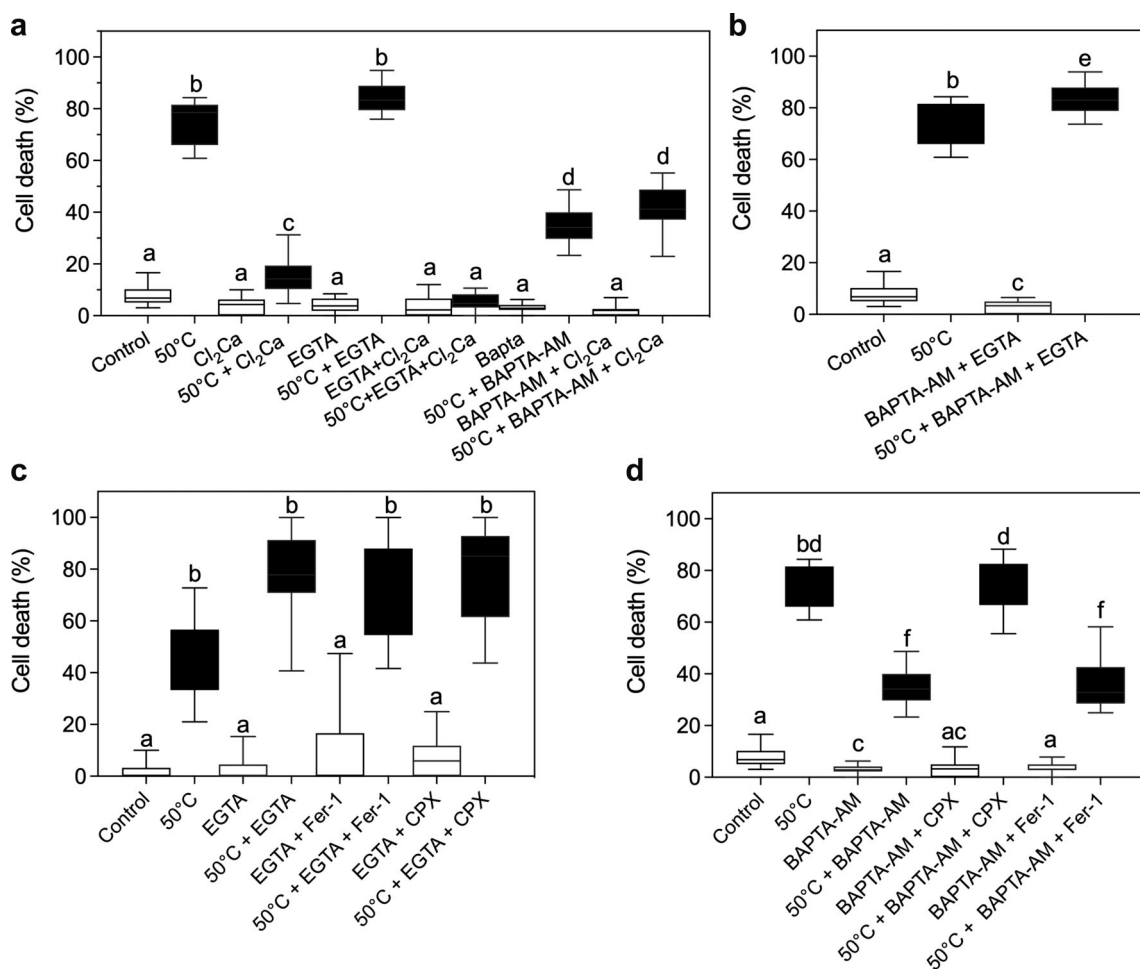 a
Cell death (%)
100
80
60
40
20
0
a
b
a
c
a
b
a
a
a
d
a
d
Control
50°C
Cl₂Ca
50°C + Cl₂Ca
EGTA
50°C + EGTA
EGTA+Cl₂Ca
50°C+EGTA+Cl₂Ca
Bapta
50°C + BAPTA-AM
BAPTA-AM + Cl₂Ca
50°C + BAPTA-AM + Cl₂Ca
b
Cell death (%)
100
80
60
40
20
0
a
b
c
e
Control
50°C
BAPTA-AM + EGTA
50°C + BAPTA-AM + EGTA
c
Cell death (%)
100
80
60
40
20
0
a
b
a
b
a
b
a
b
Control
50°C
EGTA
50°C + EGTA
EGTA + Fer-1
50°C + EGTA + Fer-1
EGTA + CPX
50°C + EGTA + CPX
d
Cell death (%)
100
80
60
40
20
0
a
bd
c
f
ac
d
a
f
Control
50°C
BAPTA-AM
50°C + BAPTA-AM
BAPTA-AM + CPX
50°C + BAPTA-AM + CPX
BAPTA-AM + Fer-1
50°C + BAPTA-AM + Fer-1